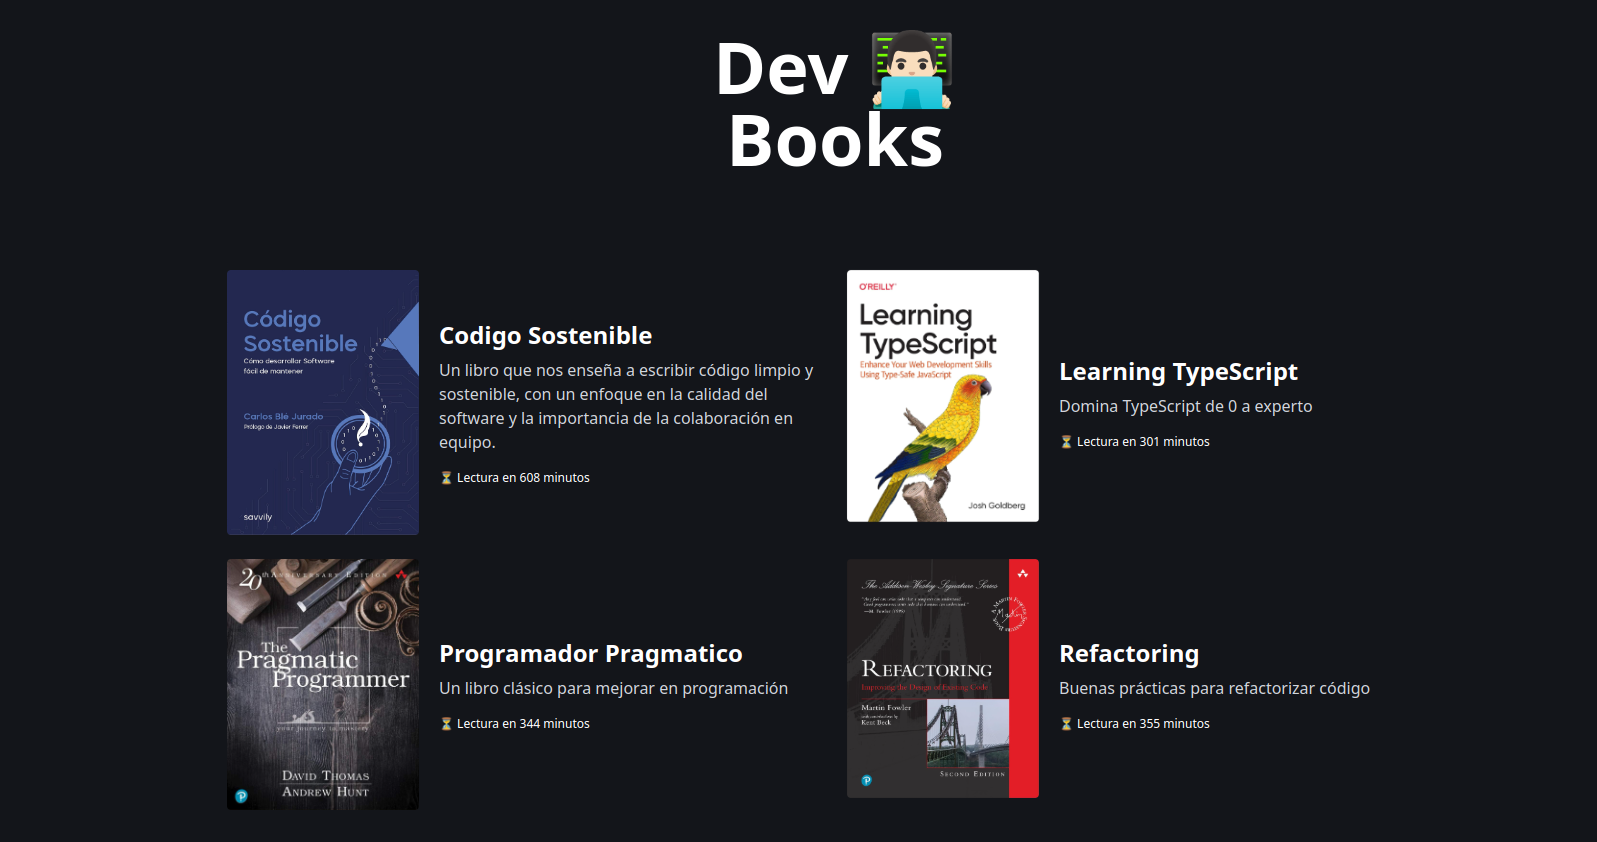 Dev 👨🏻‍💻
Books
Código
Sostenible
Cómo desarrollar Software
fácil de mantener
Carlos Blé Jurado
Prólogo de Javier Ferrer
savvily
Codigo Sostenible
Un libro que nos enseña a escribir código limpio y
sostenible, con un enfoque en la calidad del
software y la importancia de la colaboración en
equipo.
⏳ Lectura en 608 minutos
O'REILLY
Learning
TypeScript
Enhance Your Web Development Skills
Using Type-Safe JavaScript
Josh Goldberg
Learning TypeScript
Domina TypeScript de 0 a experto
⏳ Lectura en 301 minutos
20th Anniversary Edition
The
Pragmatic
Programmer
your journey to mastery
David Thomas
Andrew Hunt
Programador Pragmatico
Un libro clásico para mejorar en programación
⏳ Lectura en 344 minutos
The Addison-Wesley Signature Series
Refactoring
Improving the Design of Existing Code
Martin Fowler
with contributions by
Kent Beck
Second Edition
Refactoring
Buenas prácticas para refactorizar código
⏳ Lectura en 355 minutos